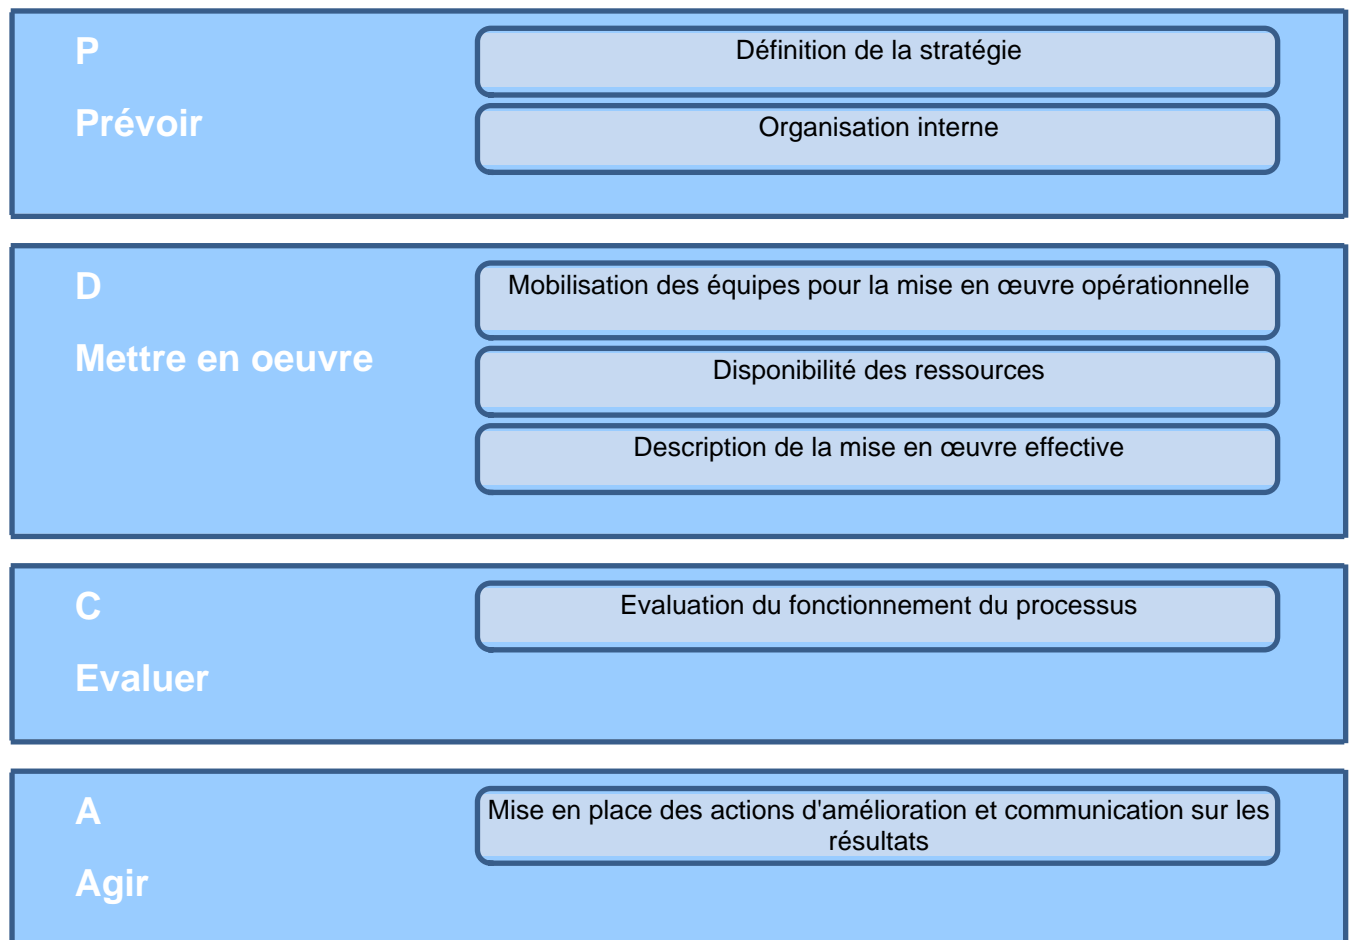 P
Définition de la stratégie
Prévoir
Organisation interne
D
Mobilisation des équipes pour la mise en œuvre opérationnelle
Mettre en oeuvre
Disponibilité des ressources
Description de la mise en œuvre effective
C
Evaluation du fonctionnement du processus
Evaluer
A
Mise en place des actions d'amélioration et communication sur les
résultats
Agir